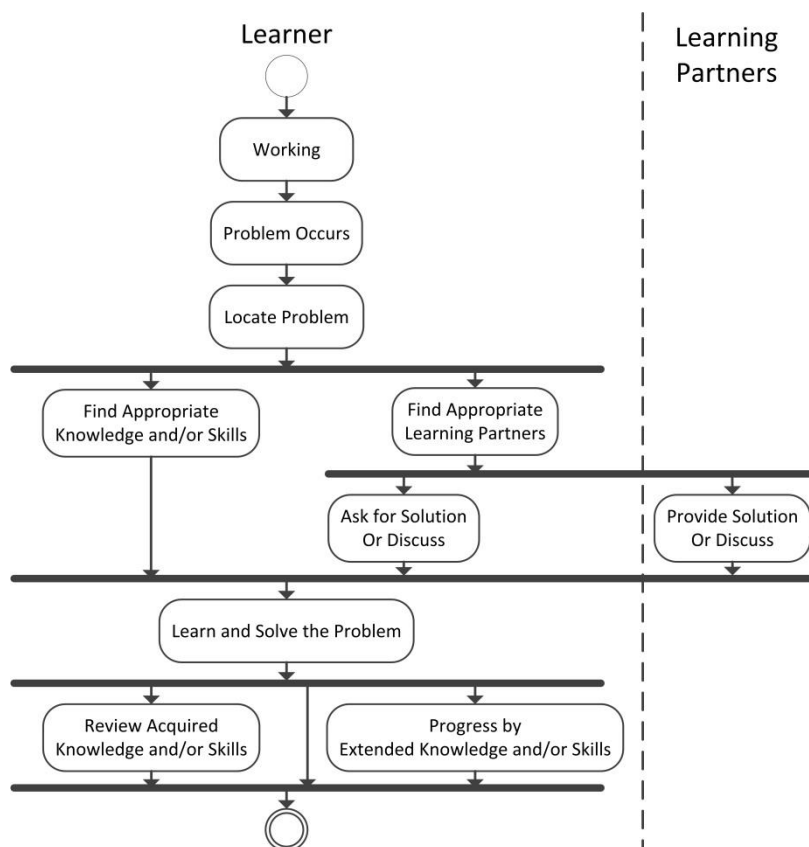 Learner
Learning
Partners
Working
Problem Occurs
Locate Problem
Find Appropriate
Knowledge and/or Skills
Find Appropriate
Learning Partners
Ask for Solution
Or Discuss
Provide Solution
Or Discuss
Learn and Solve the Problem
Review Acquired
Knowledge and/or Skills
Progress by
Extended Knowledge and/or Skills